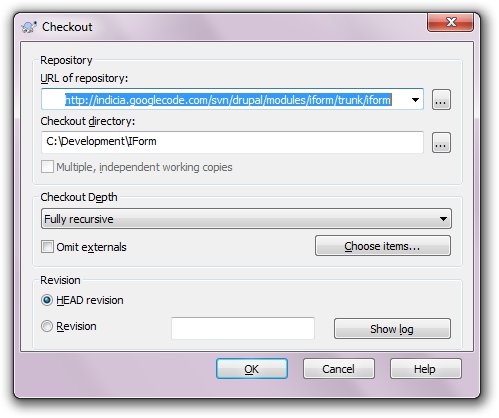 Checkout
Repository
URL of repository:
http://indicia.googlecode.com/svn/drupal/modules/iform/trunk/iform
...
Checkout directory:
C:\Development\IForm
...
Multiple, independent working copies
Checkout Depth
Fully recursive
Omit externals
Choose items...
Revision
HEAD revision
Revision
Show log
OK
Cancel
Help